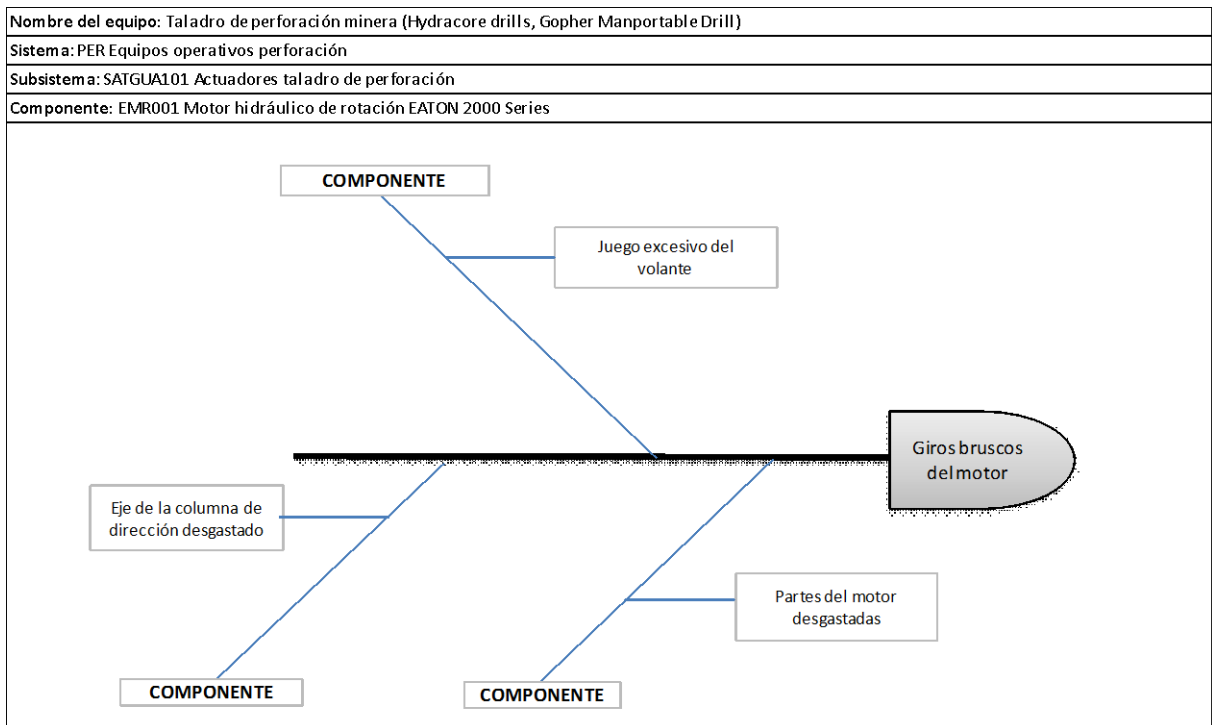 Nombre del equipo: Taladro de perforación minera (Hydracore drills, Gopher Manportable Drill)
Sistema: PER Equipos operativos perforación
Subsistema: SATGUA101 Actuadores taladro de perforación
Componente: EMR001 Motor hidráulico de rotación EATON 2000 Series
COMPONENTE
Juego excesivo del
volante
Giros bruscos
del motor
Eje de la columna de
dirección desgastado
Partes del motor
desgastadas
COMPONENTE
COMPONENTE